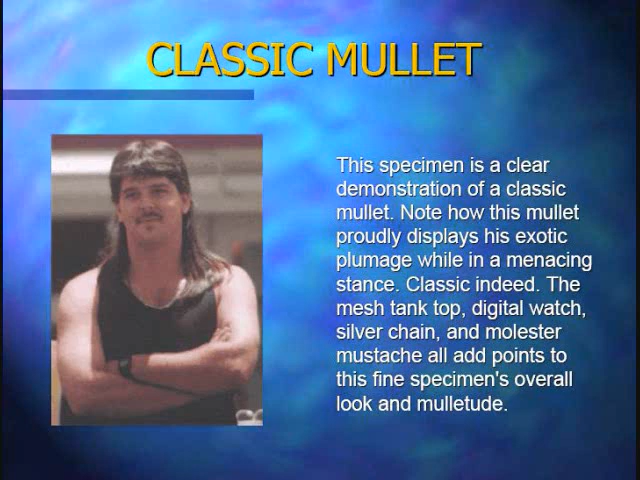 CLASSIC MULLET
This specimen is a clear
demonstration of a classic
mullet. Note how this mullet
proudly displays his exotic
plumage while in a menacing
stance. Classic indeed. The
mesh tank top, digital watch,
silver chain, and molester
mustache all add points to
this fine specimen's overall
look and mulletude.